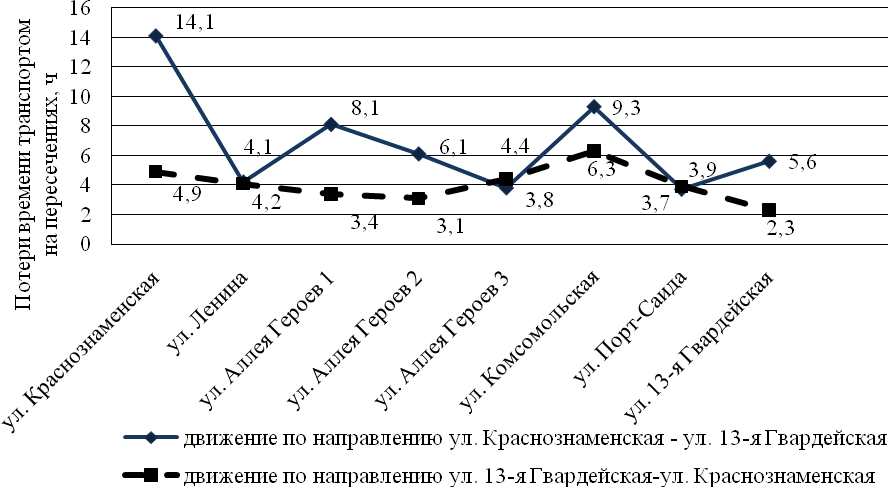 Потери времени транспортом
на пересечениях, ч
16
14
12
10
8
6
4
2
0
14,1
4,1
8,1
6,1
4,4
9,3
3,9
5,6
4,9
4,2
3,4
3,1
3,8
6,3
3,7
2,3
ул. Краснознаменская
ул. Ленина
ул. Аллея Героев 1
ул. Аллея Героев 2
ул. Аллея Героев 3
ул. Комсомольская
ул. Порт-Саида
ул. 13-я Гвардейская
движение по направлению ул. Краснознаменская - ул. 13-я Гвардейская
движение по направлению ул. 13-я Гвардейская-ул. Краснознаменская